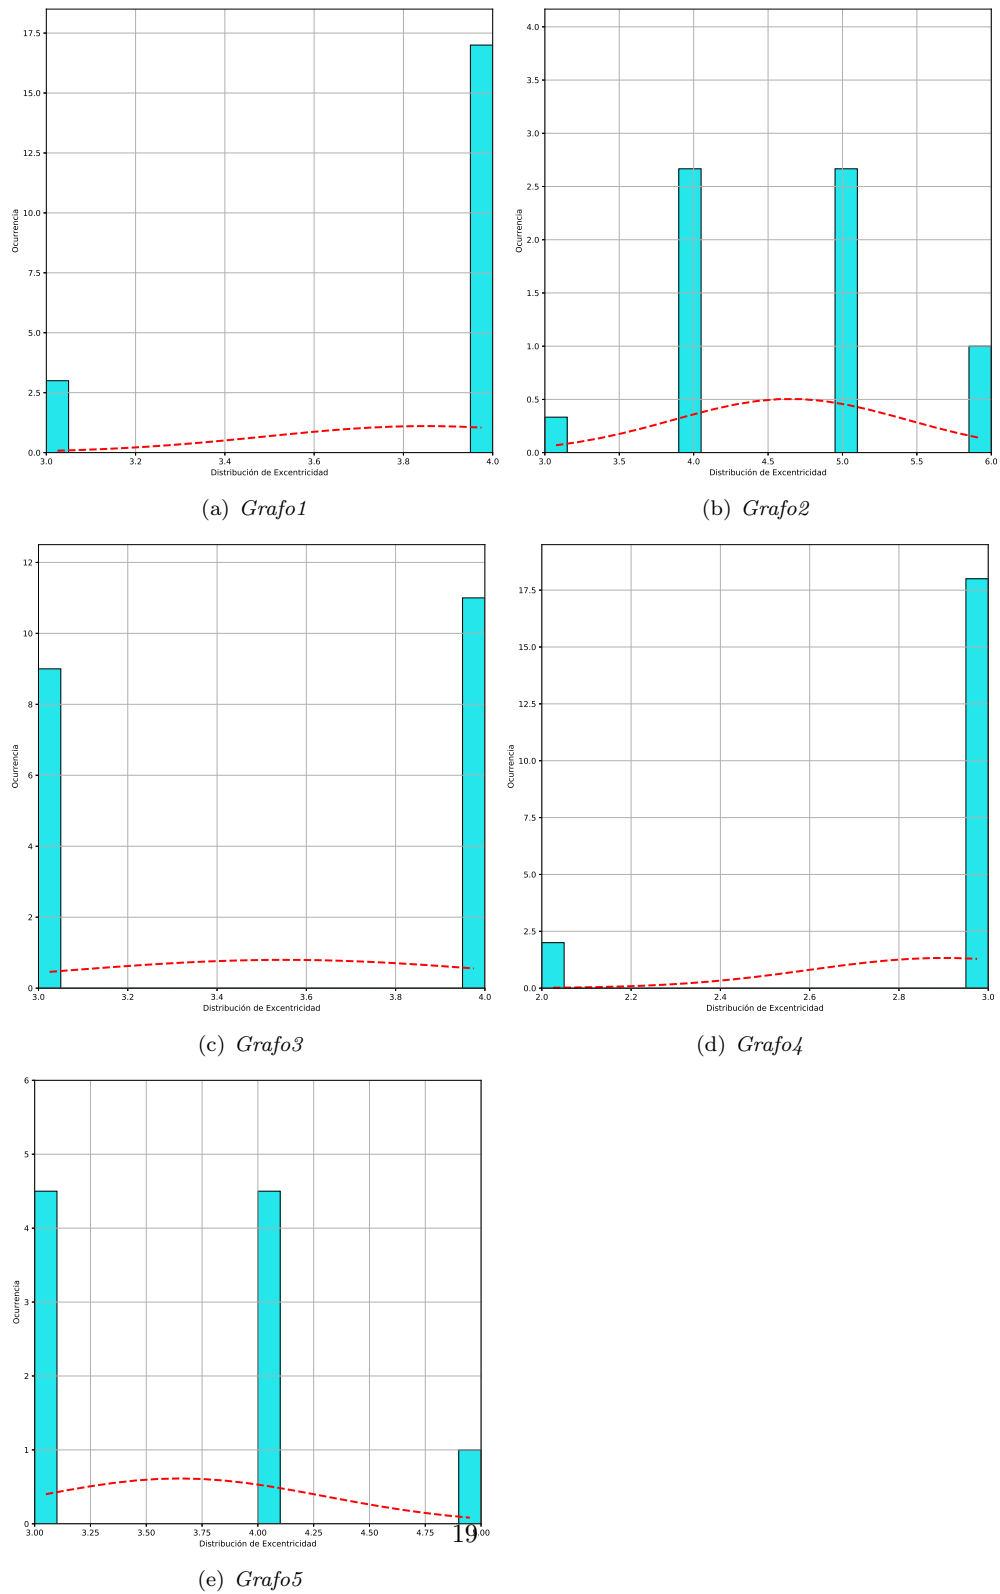 17.5
15.0
12.5
10.0
7.5
5.0
2.5
0.0
Ocurrencia
3.0 3.2 3.4 3.6 3.8 4.0
Distribución de Excentricidad
(a) Grafo1
4.0
3.5
3.0
2.5
2.0
1.5
1.0
0.5
0.0
Ocurrencia
3.0 3.5 4.0 4.5 5.0 5.5 6.0
Distribución de Excentricidad
(b) Grafo2
12
10
8
6
4
2
0
Ocurrencia
3.0 3.2 3.4 3.6 3.8 4.0
Distribución de Excentricidad
(c) Grafo3
17.5
15.0
12.5
10.0
7.5
5.0
2.5
0.0
Ocurrencia
2.0 2.2 2.4 2.6 2.8 3.0
Distribución de Excentricidad
(d) Grafo4
6
5
4
3
2
1
0
Ocurrencia
3.00 3.25 3.50 3.75 4.00 4.25 4.50 4.75 5.00
Distribución de Excentricidad
19
(e) Grafo5